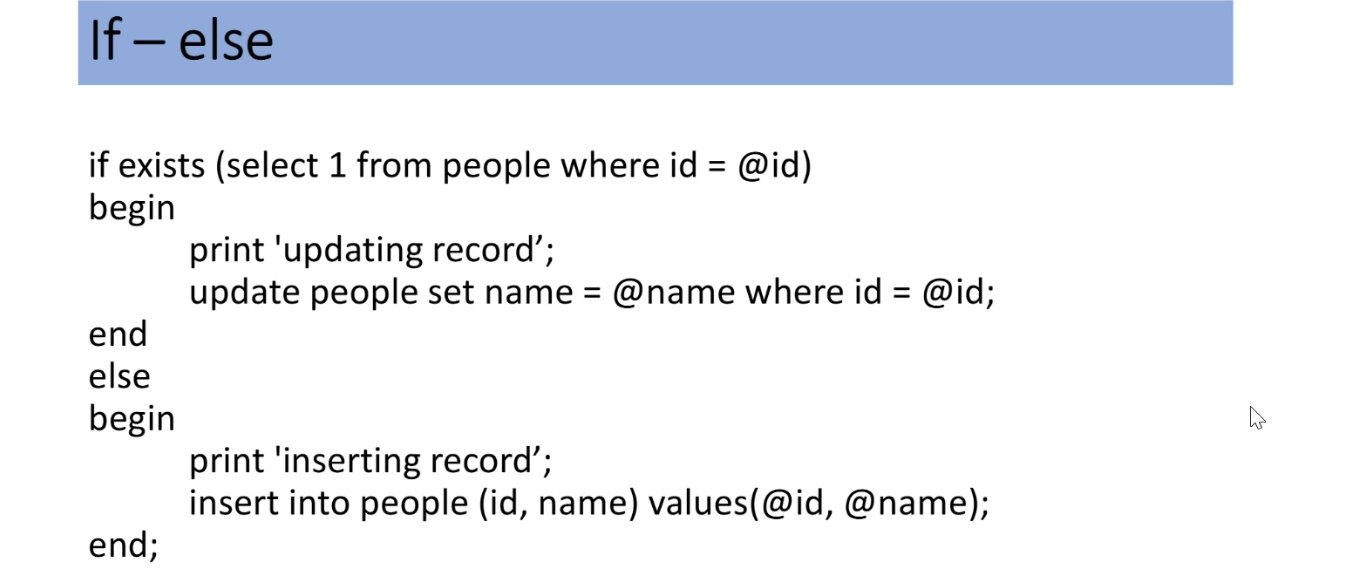 If – else
if exists (select 1 from people where id = @id)
begin
print 'updating record’;
update people set name = @name where id = @id;
end
else
begin
print 'inserting record’;
insert into people (id, name) values(@id, @name);
end;